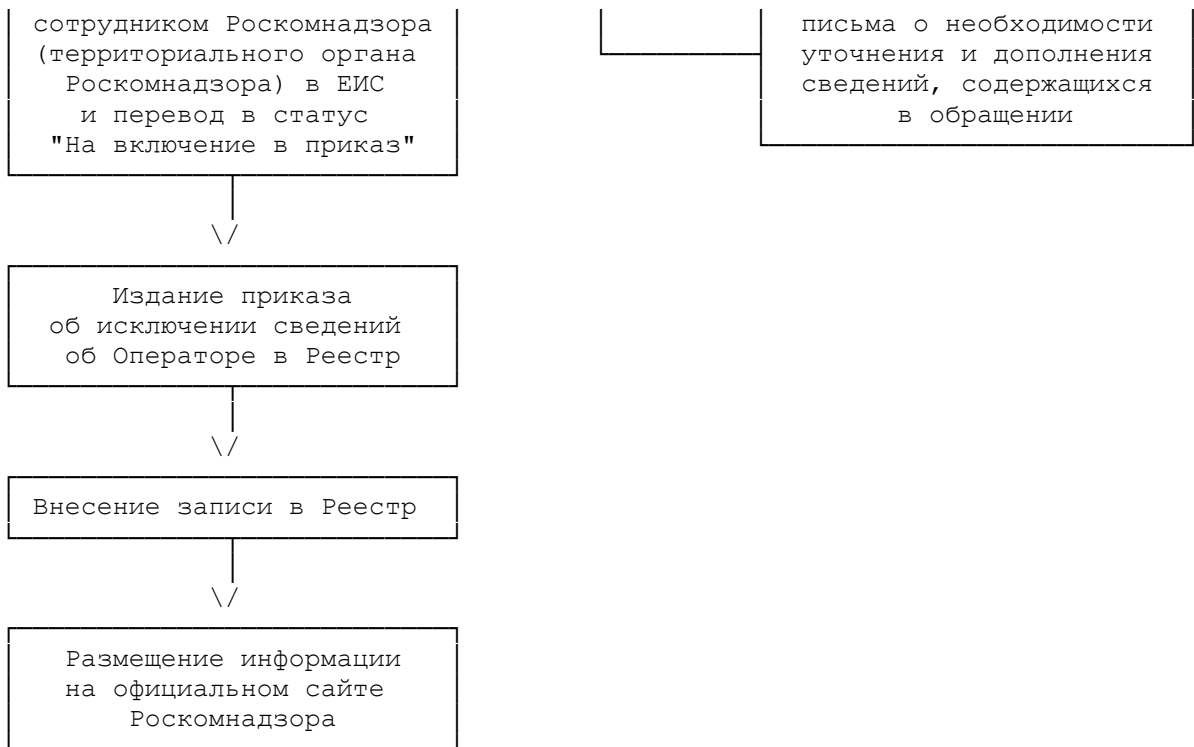 сотрудником Роскомнадзора
(территориального органа
Роскомнадзора) в ЕИС
и перевод в статус
"На включение в приказ"
письма о необходимости
уточнения и дополнения
сведений, содержащихся
в обращении
\/
Издание приказа
об исключении сведений
об Операторе в Реестр
\/
Внесение записи в Реестр
\/
Размещение информации
на официальном сайте
Роскомнадзора